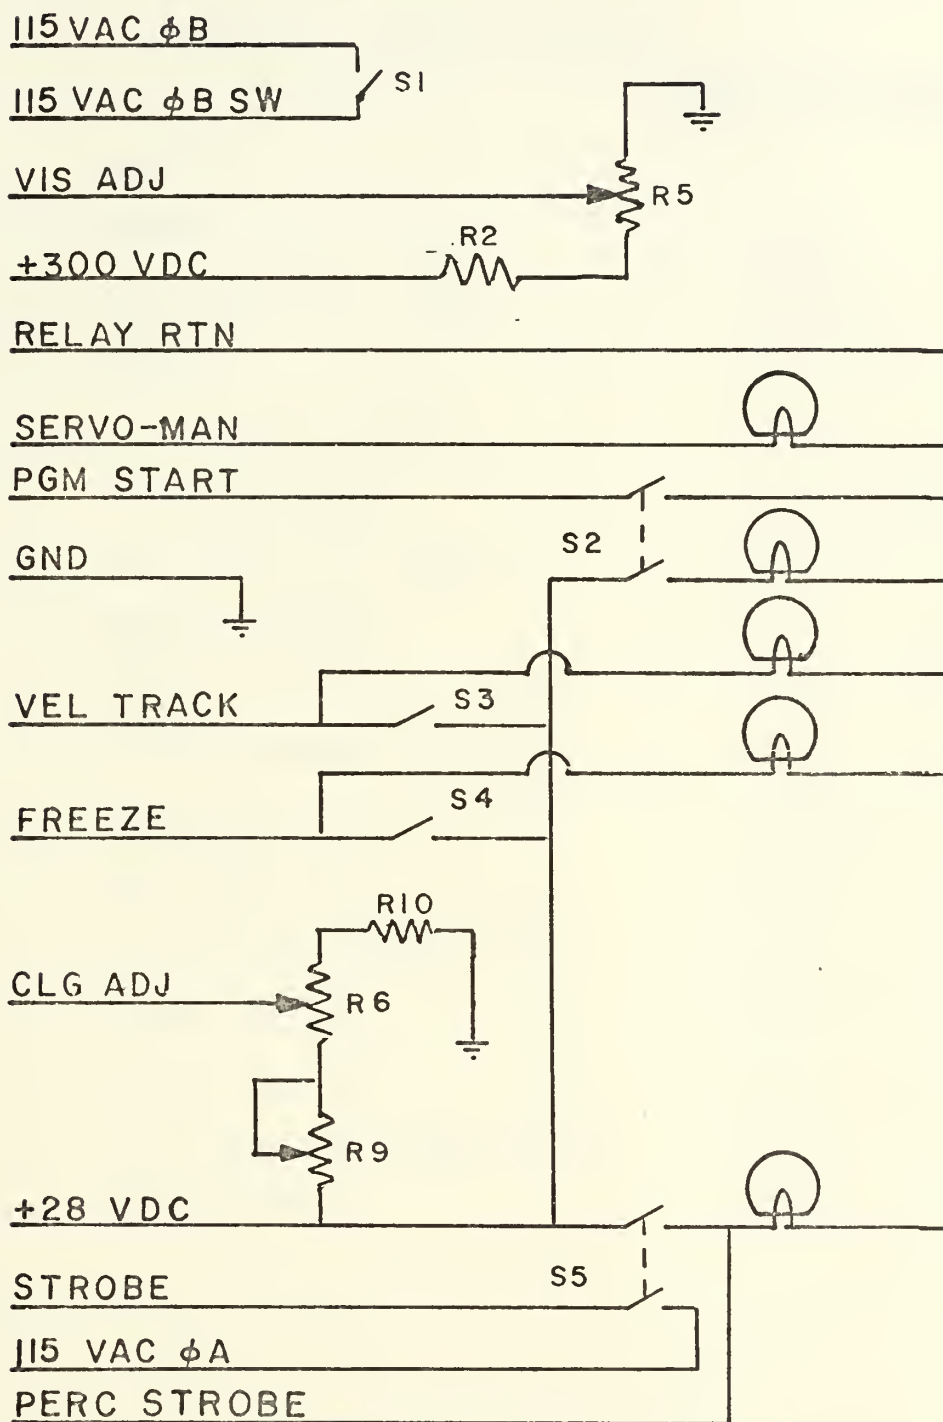 115 VAC ϕB
S1
115 VAC ϕB SW
VIS ADJ
R5
R2
+300 VDC
RELAY RTN
SERVO-MAN
PGM START
S2
GND
S3
VEL TRACK
S4
FREEZE
R10
CLG ADJ
R6
R9
+28 VDC
S5
STROBE
115 VAC ϕA
PERC STROBE